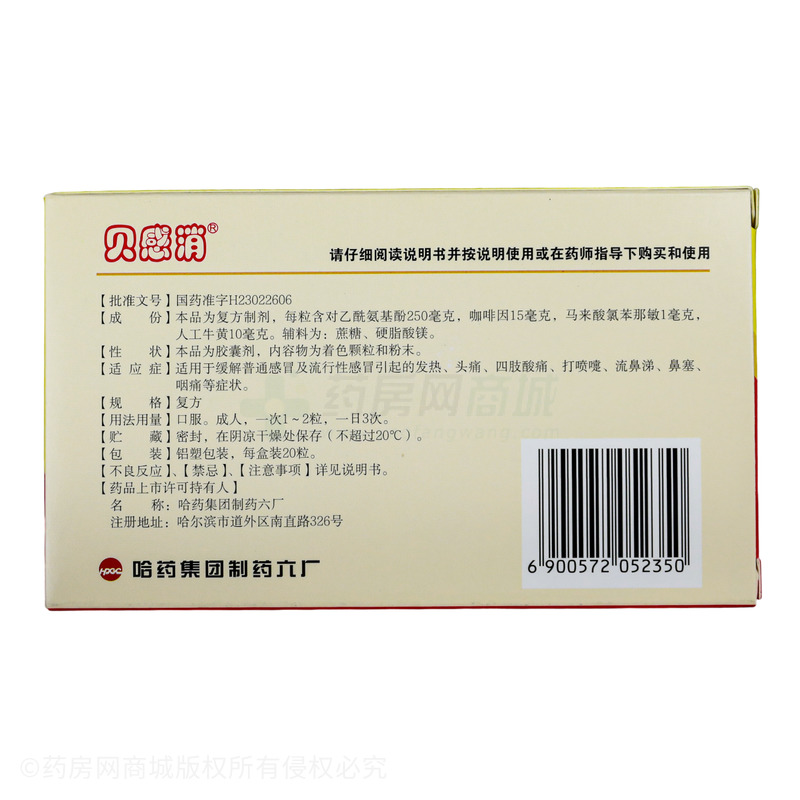 贝感消®
请仔细阅读说明书并按说明使用或在药师指导下购买和使用
【批准文号】国药准字H23022606
【成　　份】本品为复方制剂，每粒含对乙酰氨基酚250毫克，咖啡因15毫克，马来酸氯苯那敏1毫克，
人工牛黄10毫克。辅料为：蔗糖、硬脂酸镁。
【性　　状】本品为胶囊剂，内容物为着色颗粒和粉末。
【适 应 症】适用于缓解普通感冒及流行性感冒引起的发热、头痛、四肢酸痛、打喷嚏、流鼻涕、鼻塞、
咽痛等症状。
【规　　格】复方
【用法用量】口服。成人，一次1～2粒，一日3次。
【贮　　藏】密封，在阴凉干燥处保存（不超过20℃）。
【包　　装】铝塑包装，每盒装20粒。
【不良反应】、【禁忌】、【注意事项】详见说明书。
【药品上市许可持有人】
名　　称：哈药集团制药六厂
注册地址：哈尔滨市道外区南直路326号
HPGC 哈药集团制药六厂
6 900572 052350
药房网商城
©药房网商城版权所有侵权必究